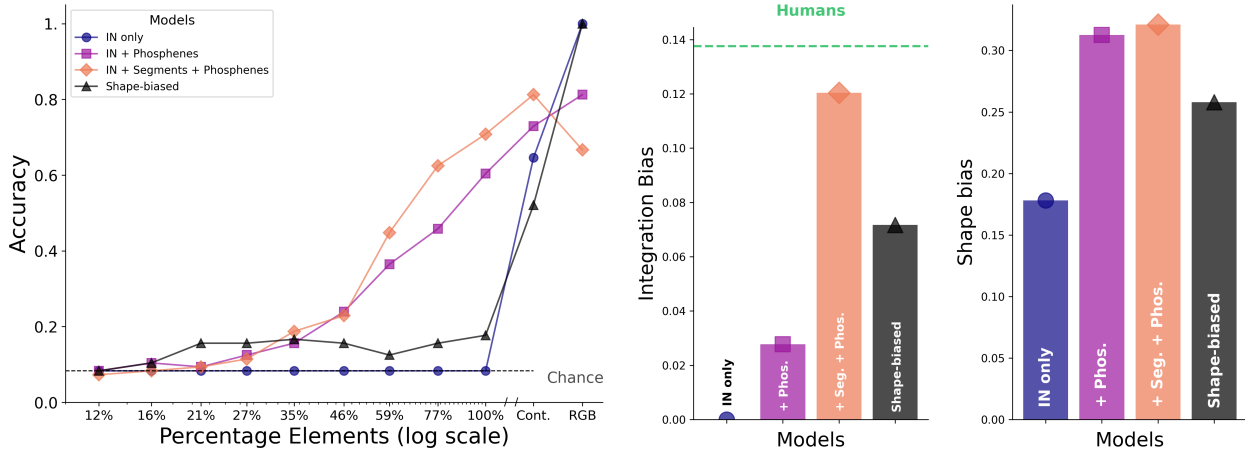 Models
IN only
IN + Phosphenes
IN + Segments + Phosphenes
Shape-biased
Accuracy
1.
0.8
0.6
0.4
0.2
0.0
Chance
12% 16% 21% 27% 35% 46% 59% 77% 100% Cont. RGB
Percentage Elements (log scale)
Humans
Integration Bias
0.14
0.12
0.10
0.08
0.06
0.04
0.02
0.00
IN only
+ Phos.
+ Seg. + Phos.
Shape-biased
Models
Shape bias
0.30
0.25
0.20
0.15
0.10
0.05
0.00
IN only
+ Phos.
+ Seg. + Phos.
Shape-biased
Models